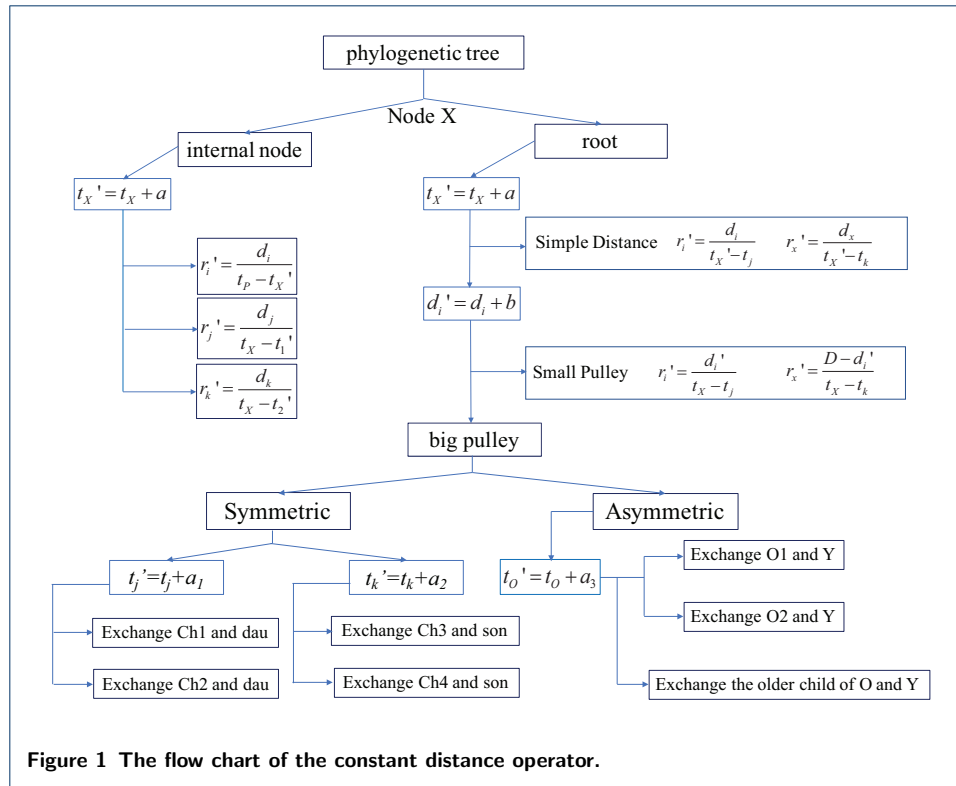 phylogenetic tree
Node X
internal node
root
t_X' = t_X + a
t_X' = t_X + a
r_i' = d_i / (t_P − t_X')
r_j' = d_j / (t_X − t_1')
r_k' = d_k / (t_X − t_2')
Simple Distance r_i' = d_i / (t_X' − t_j) r_x' = d_x / (t_X' − t_k)
d_i' = d_i + b
Small Pulley r_i' = d_i' / (t_X − t_j) r_x' = (D − d_i') / (t_X − t_k)
big pulley
Symmetric
Asymmetric
t_j’=t_j+a_1
t_k’=t_k+a_2
t_O' = t_O + a_3
Exchange Ch1 and dau
Exchange Ch2 and dau
Exchange Ch3 and son
Exchange Ch4 and son
Exchange O1 and Y
Exchange O2 and Y
Exchange the older child of O and Y
Figure 1 The flow chart of the constant distance operator.